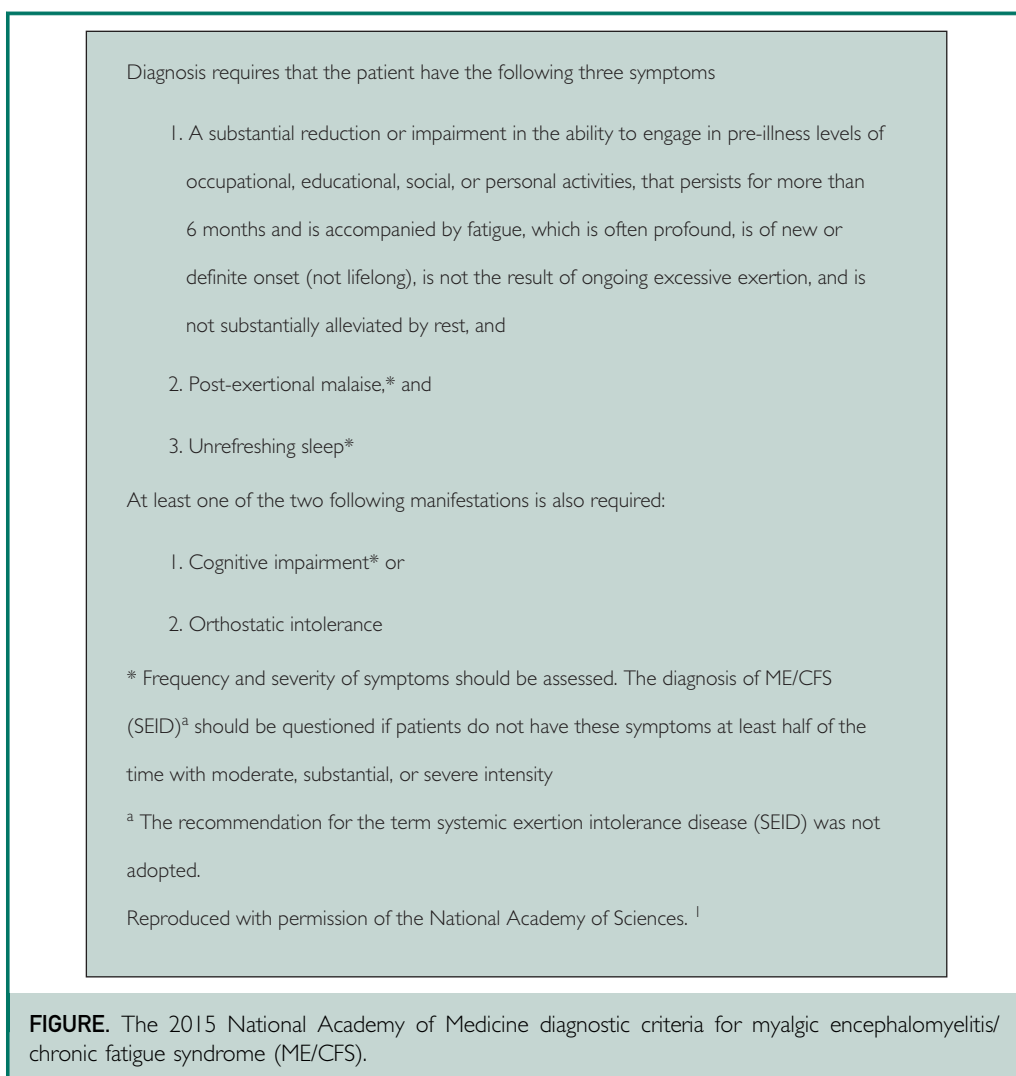 Diagnosis requires that the patient have the following three symptoms
1. A substantial reduction or impairment in the ability to engage in pre-illness levels of
occupational, educational, social, or personal activities, that persists for more than
6 months and is accompanied by fatigue, which is often profound, is of new or
definite onset (not lifelong), is not the result of ongoing excessive exertion, and is
not substantially alleviated by rest, and
2. Post-exertional malaise,* and
3. Unrefreshing sleep*
At least one of the two following manifestations is also required:
1. Cognitive impairment* or
2. Orthostatic intolerance
* Frequency and severity of symptoms should be assessed. The diagnosis of ME/CFS
(SEID)ᵃ should be questioned if patients do not have these symptoms at least half of the
time with moderate, substantial, or severe intensity
ᵃ The recommendation for the term systemic exertion intolerance disease (SEID) was not
adopted.
Reproduced with permission of the National Academy of Sciences. ¹
FIGURE. The 2015 National Academy of Medicine diagnostic criteria for myalgic encephalomyelitis/
chronic fatigue syndrome (ME/CFS).